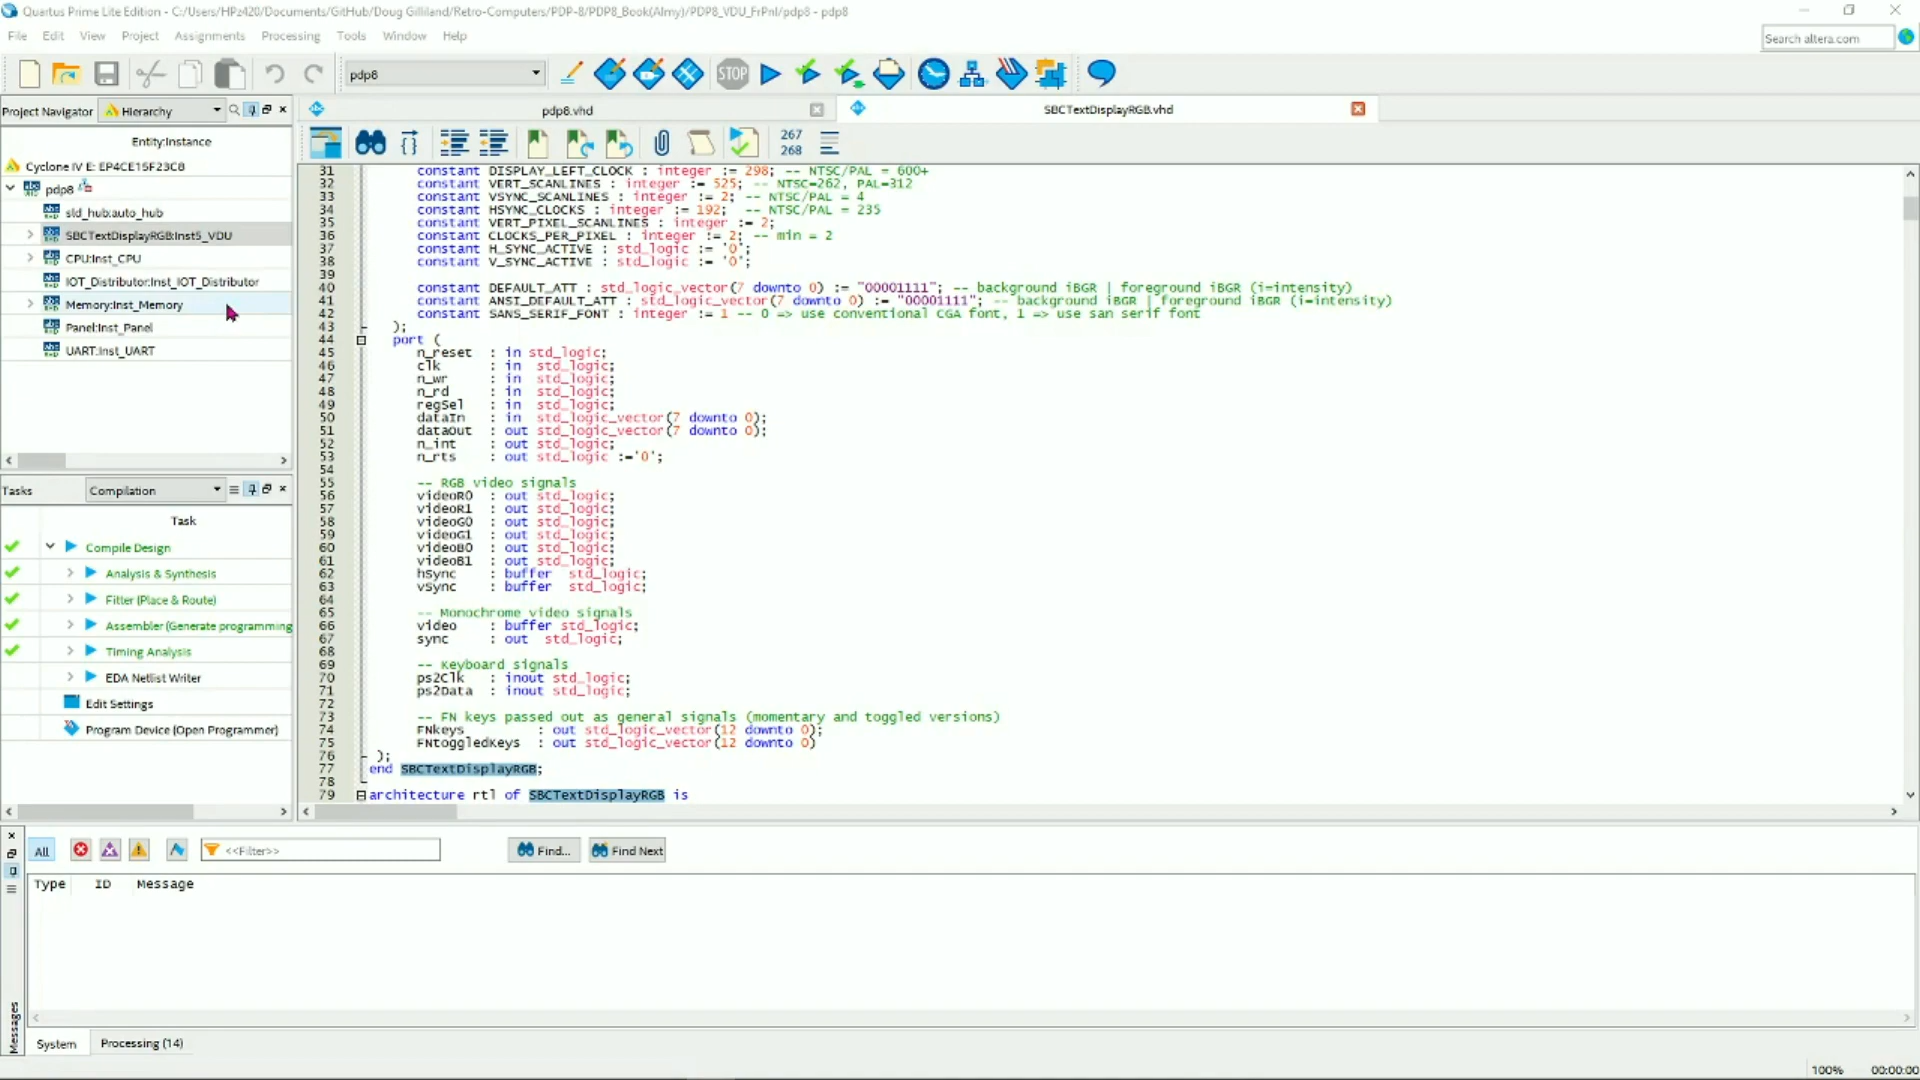 Quartus Prime Lite Edition - C:/Users/HPz420/Documents/GitHub/Doug Gilliland/Retro-Computers/PDP-8/PDP8_Book(Almy)/PDP8_VDU_FrPnl/pdp8 - pdp8
File Edit View Project Assignments Processing Tools Window Help
Search altera.com
pdp8
STOP
Project Navigator Hierarchy
pdp8.vhd
SBCTextDisplayRGB.vhd
267
268
Entity:Instance
Cyclone IV E: EP4CE15F23C8
pdp8
sld_hub:auto_hub
SBCTextDisplayRGB:Inst5_VDU
CPU:Inst_CPU
IOT_Distributor:Inst_IOT_Distributor
Memory:Inst_Memory
Panel:Inst_Panel
UART:Inst_UART
Tasks Compilation
Task
Compile Design
Analysis & Synthesis
Fitter (Place & Route)
Assembler (Generate programming
Timing Analysis
EDA Netlist Writer
Edit Settings
Program Device (Open Programmer)
31 constant DISPLAY_LEFT_CLOCK : integer := 298; -- NTSC/PAL = 600+
32 constant VERT_SCANLINES : integer := 525; -- NTSC=262, PAL=312
33 constant VSYNC_SCANLINES : integer := 2; -- NTSC/PAL = 4
34 constant HSYNC_CLOCKS : integer := 192; -- NTSC/PAL = 235
35 constant VERT_PIXEL_SCANLINES : integer := 2;
36 constant CLOCKS_PER_PIXEL : integer := 2; -- min = 2
37 constant H_SYNC_ACTIVE : std_logic := '0';
38 constant V_SYNC_ACTIVE : std_logic := '0';
39
40 constant DEFAULT_ATT : std_logic_vector(7 downto 0) := "00001111"; -- background iBGR | foreground iBGR (i=intensity)
41 constant ANSI_DEFAULT_ATT : std_logic_vector(7 downto 0) := "00001111"; -- background iBGR | foreground iBGR (i=intensity)
42 constant SANS_SERIF_FONT : integer := 1 -- 0 => use conventional CGA font, 1 => use san serif font
43 );
44 port (
45 n_reset : in std_logic;
46 clk : in std_logic;
47 n_wr : in std_logic;
48 n_rd : in std_logic;
49 regSel : in std_logic;
50 dataIn : in std_logic_vector(7 downto 0);
51 dataOut : out std_logic_vector(7 downto 0);
52 n_int : out std_logic;
53 n_rts : out std_logic :='0';
54
55 -- RGB video signals
56 videoR0 : out std_logic;
57 videoR1 : out std_logic;
58 videoG0 : out std_logic;
59 videoG1 : out std_logic;
60 videoB0 : out std_logic;
61 videoB1 : out std_logic;
62 hSync : buffer std_logic;
63 vSync : buffer std_logic;
64
65 -- Monochrome video signals
66 video : buffer std_logic;
67 sync : out std_logic;
68
69 -- Keyboard signals
70 ps2Clk : inout std_logic;
71 ps2Data : inout std_logic;
72
73 -- FN keys passed out as general signals (momentary and toggled versions)
74 FNkeys : out std_logic_vector(12 downto 0);
75 FNtoggledKeys : out std_logic_vector(12 downto 0)
76 );
77 end SBCTextDisplayRGB;
78
79 architecture rtl of SBCTextDisplayRGB is
All <<Filter>> Find... Find Next
Type ID Message
Messages
System Processing (14)
100% 00:00:00